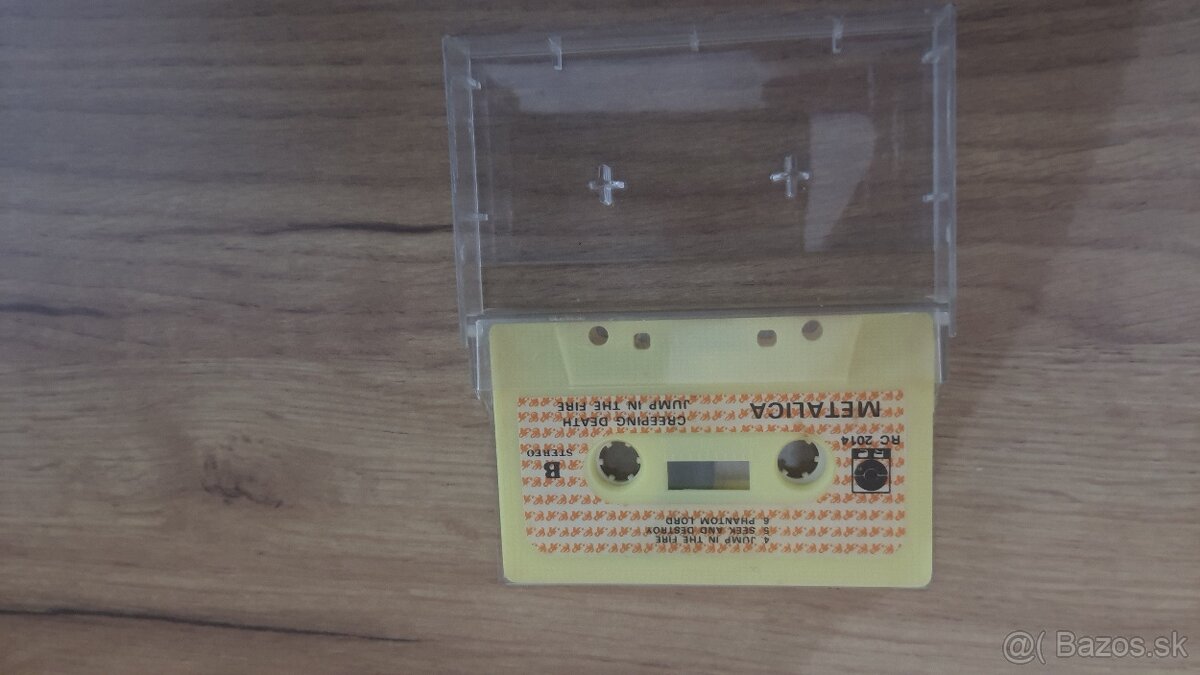 METALICA
CREEPING DEATH
JUMP IN THE FIRE
RC 2014
B
STEREO
4 JUMP IN THE FIRE
5 SEEK AND DESTROY
6. PHANTOM LORD
@( Bazos.sk